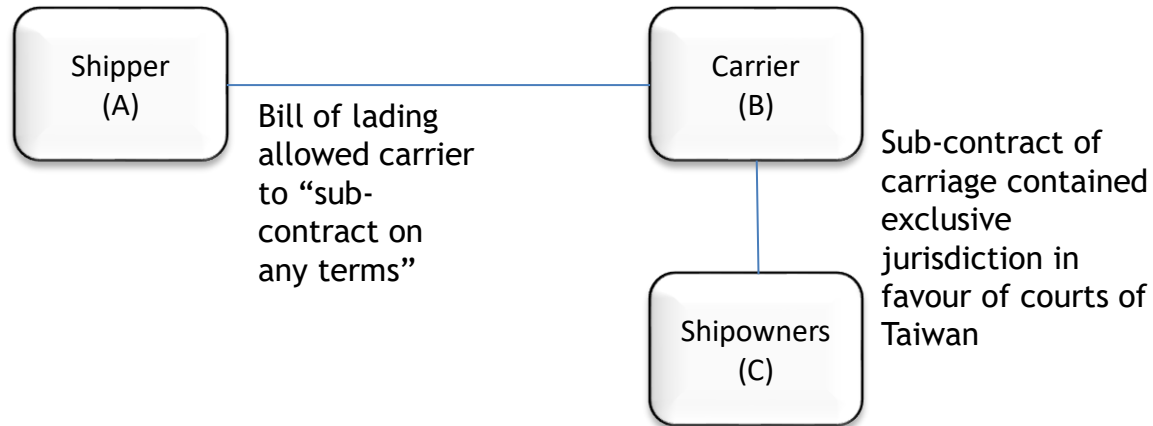 Shipper
(A)
Bill of lading
allowed carrier
to “sub-
contract on
any terms”
Carrier
(B)
Sub-contract of
carriage contained
exclusive
jurisdiction in
favour of courts of
Taiwan
Shipowners
(C)